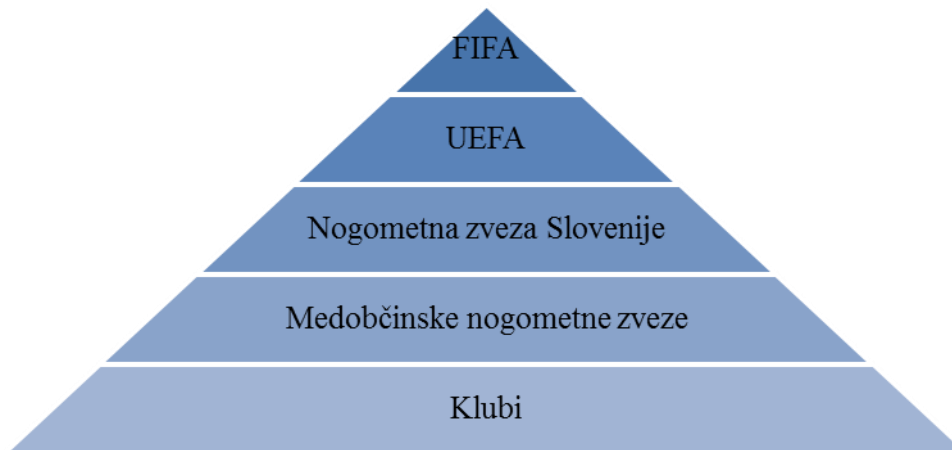 FIFA
UEFA
Nogometna zveza Slovenije
Medobčinske nogometne zveze
Klubi